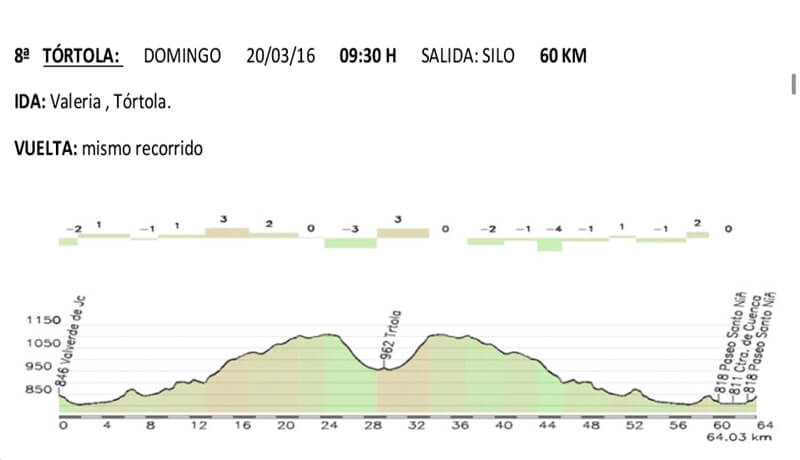 8ª TÓRTOLA: DOMINGO 20/03/16 09:30 H SALIDA: SILO 60 KM
IDA: Valeria , Tórtola.
VUELTA: mismo recorrido
-2 1 -1 1 3 2 0 -3 3 0 -2 -1 -4 -1 1 -1 2 0
846 Valverde de Jc
962 Trtola
818 Paseo Santo Niñ
811 Ctra. de Cuenca
818 Paseo Santo Niñ
1150
1050
950
850
0 4 8 12 16 20 24 28 32 36 40 44 48 52 56 60 64
64.03 km